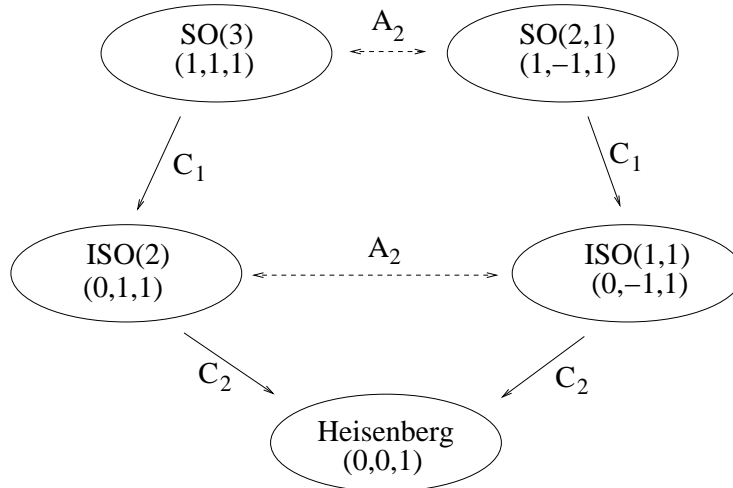 SO(3)
(1,1,1)
A2
SO(2,1)
(1,–1,1)
C1
C1
ISO(2)
(0,1,1)
A2
ISO(1,1)
(0,–1,1)
C2
C2
Heisenberg
(0,0,1)